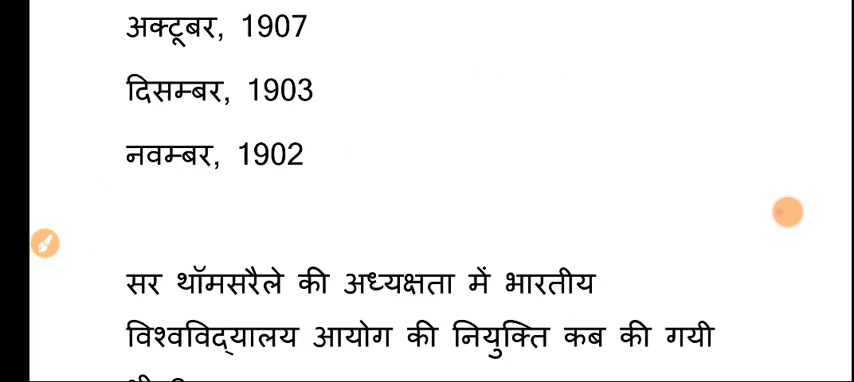 अक्टूबर, 1907
दिसम्बर, 1903
नवम्बर, 1902
सर थॉमसरैले की अध्यक्षता में भारतीय
विश्वविद्यालय आयोग की नियुक्ति कब की गयी